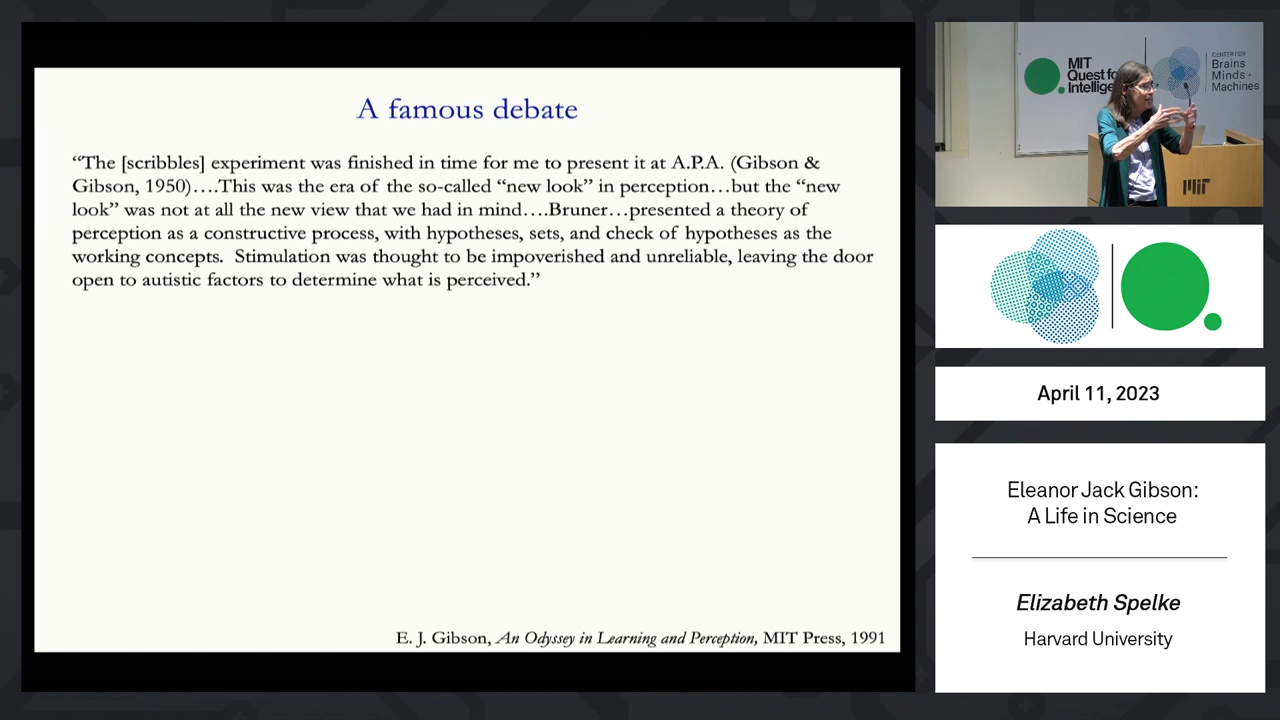 A famous debate
“The [scribbles] experiment was finished in time for me to present it at A.P.A. (Gibson &
Gibson, 1950)….This was the era of the so-called “new look” in perception…but the “new
look” was not at all the new view that we had in mind….Bruner…presented a theory of
perception as a constructive process, with hypotheses, sets, and check of hypotheses as the
working concepts.  Stimulation was thought to be impoverished and unreliable, leaving the door
open to autistic factors to determine what is perceived.”
E. J. Gibson, An Odyssey in Learning and Perception, MIT Press, 1991
MIT
Quest fo
Intellige
CENTER FOR
Brains
Minds+
Machines
MIT
April 11, 2023
Eleanor Jack Gibson:
A Life in Science
Elizabeth Spelke
Harvard University